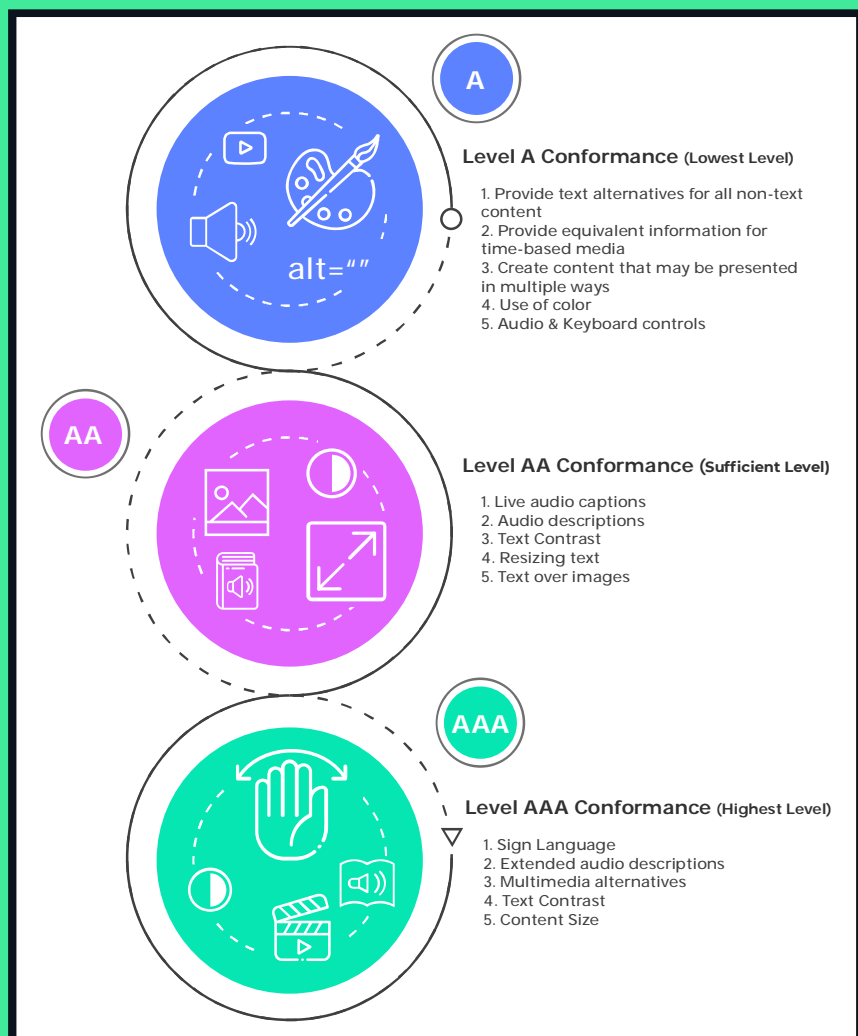 A
Level A Conformance (Lowest Level)
1. Provide text alternatives for all non-text
content
2. Provide equivalent information for
time-based media
3. Create content that may be presented
in multiple ways
4. Use of color
5. Audio & Keyboard controls
alt=“”
AA
Level AA Conformance (Sufficient Level)
1. Live audio captions
2. Audio descriptions
3. Text Contrast
4. Resizing text
5. Text over images
AAA
Level AAA Conformance (Highest Level)
1. Sign Language
2. Extended audio descriptions
3. Multimedia alternatives
4. Text Contrast
5. Content Size